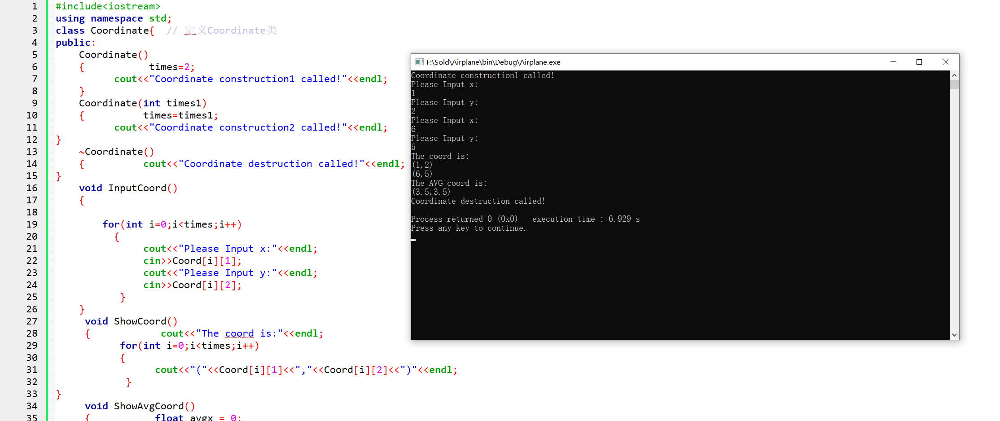 1 #include<iostream>
2 using namespace std;
3 class Coordinate{  // 定义Coordinate类
4 public:
5     Coordinate()
6     {           times=2;
7           cout<<"Coordinate construction1 called!"<<endl;
8     }
9     Coordinate(int times1)
10     {          times=times1;
11           cout<<"Coordinate construction2 called!"<<endl;
12 }
13     ~Coordinate()
14     {          cout<<"Coordinate destruction called!"<<endl;
15 }
16     void InputCoord()
17     {
18
19         for(int i=0;i<times;i++)
20           {
21                cout<<"Please Input x:"<<endl;
22                cin>>Coord[i][1];
23                cout<<"Please Input y:"<<endl;
24                cin>>Coord[i][2];
25            }
26     }
27      void ShowCoord()
28      {            cout<<"The coord is:"<<endl;
29            for(int i=0;i<times;i++)
30            {
31                  cout<<"("<<Coord[i][1]<<","<<Coord[i][2]<<")"<<endl;
32             }
33 }
34      void ShowAvgCoord()
35      {           float avgx = 0;
F:\Sold\Airplane\bin\Debug\Airplane.exe
Coordinate construction1 called!
Please Input x:
1
Please Input y:
2
Please Input x:
6
Please Input y:
5
The coord is:
(1,2)
(6,5)
The AVG coord is:
(3.5,3.5)
Coordinate destruction called!

Process returned 0 (0x0)   execution time : 6.929 s
Press any key to continue.